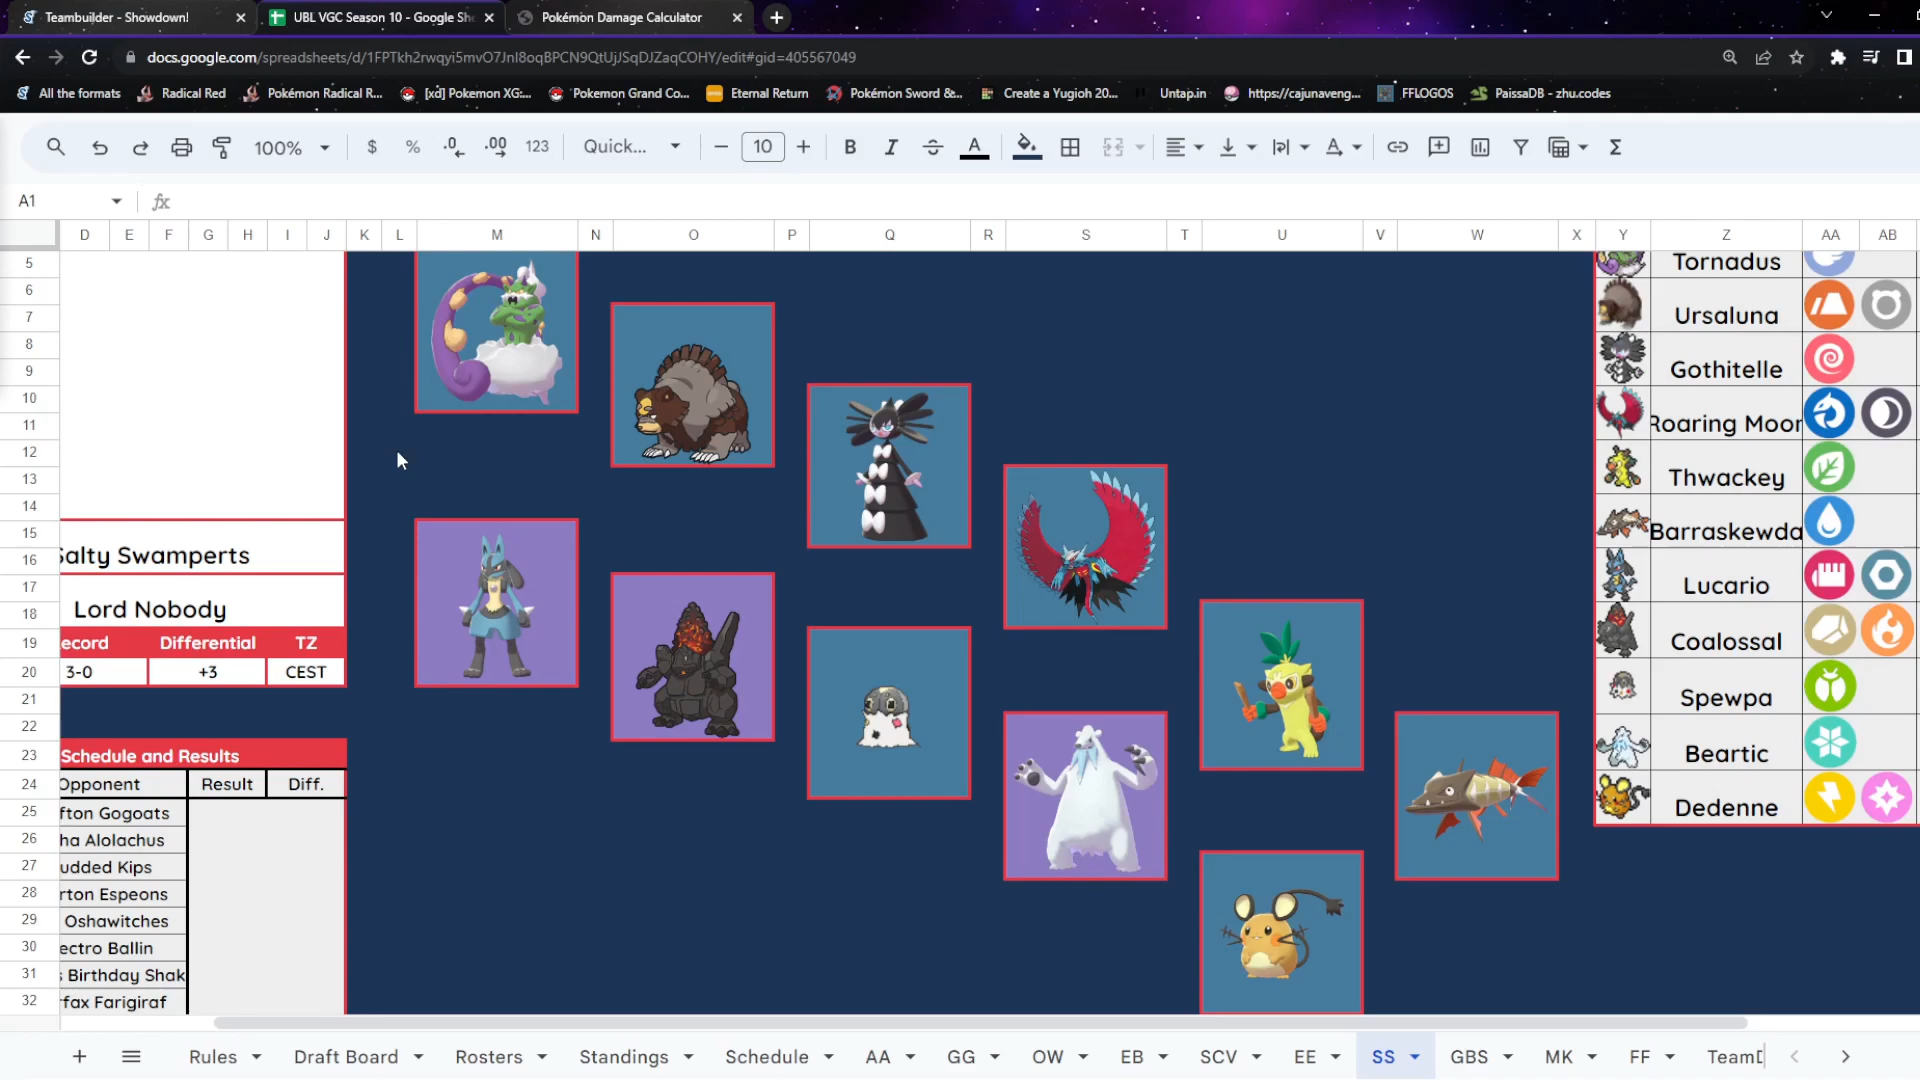 Teambuilder - Showdown!
UBL VGC Season 10 - Google She
Pokémon Damage Calculator
docs.google.com/spreadsheets/d/1FPTkh2rwqyi5mvO7JnI8oqBPCN9QtUjJSqDJZaqCOHY/edit#gid=405567049
All the formats
Radical Red
Pokémon Radical R...
[xd] Pokemon XG:...
Pokemon Grand Co...
Eternal Return
Pokémon Sword &...
Create a Yugioh 20...
Untap.in
https://cajunaveng...
FFLOGOS
PaissaDB - zhu.codes
100%
$
%
.0
.00
123
Quick...
10
B
I
A
A1
fx
D E F G H I J K L M N O P Q R S T U V W X Y Z AA AB
5
6
7
8
9
10
11
12
13
14
15
16
17
18
19
20
21
22
23
24
25
26
27
28
29
30
31
32
Salty Swamperts
Lord Nobody
ecord Differential TZ
3-0 +3 CEST
Schedule and Results
Opponent Result Diff.
fton Gogoats
ha Alolachus
udded Kips
rton Espeons
Oshawitches
ectro Ballin
s Birthday Shak
rfax Farigiraf
Tornadus
Ursaluna
Gothitelle
Roaring Moon
Thwackey
Barraskewda
Lucario
Coalossal
Spewpa
Beartic
Dedenne
Rules
Draft Board
Rosters
Standings
Schedule
AA
GG
OW
EB
SCV
EE
SS
GBS
MK
FF
TeamD